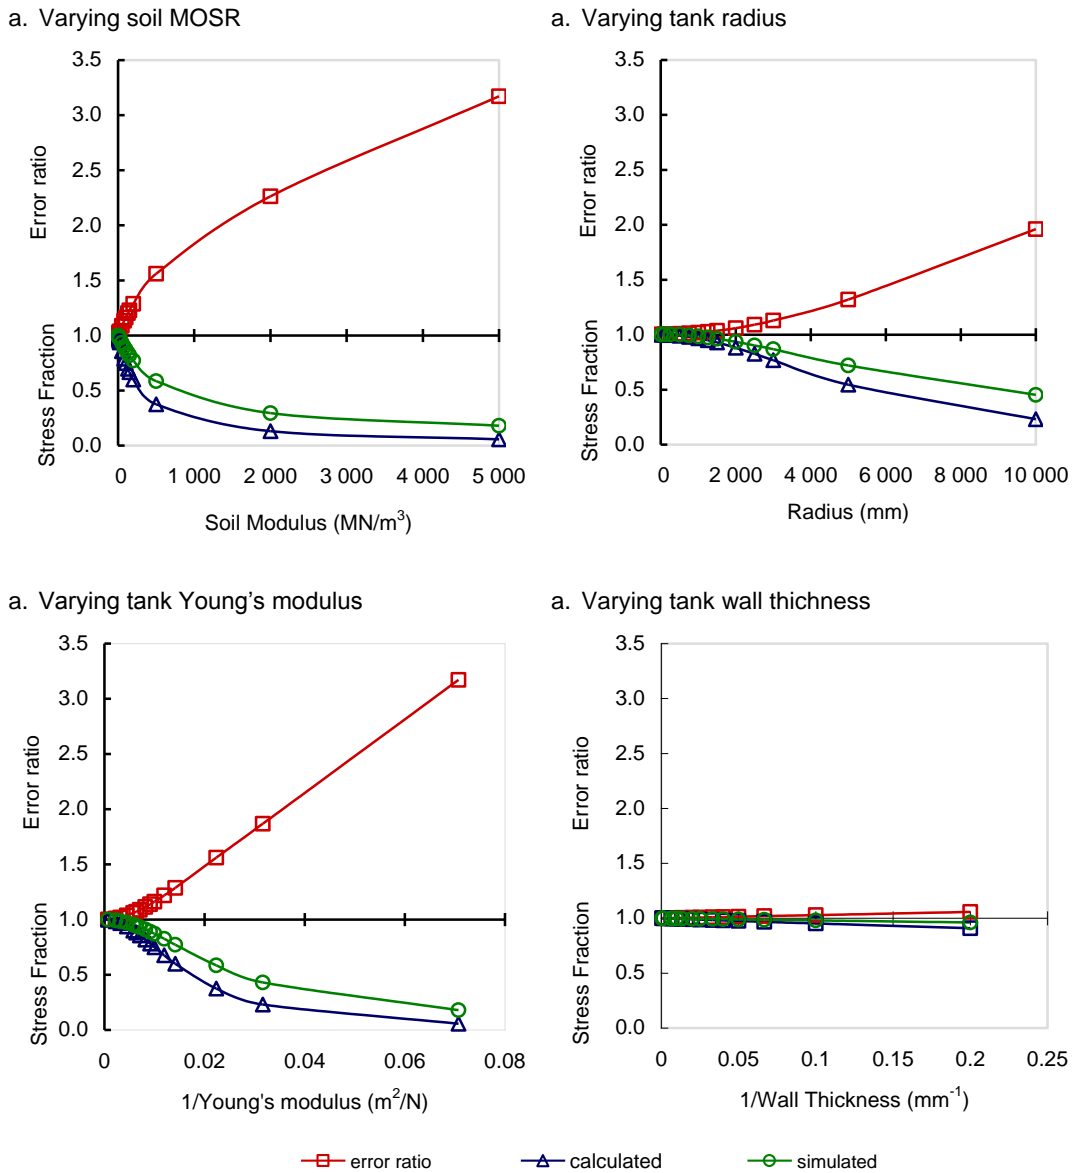 a. Varying soil MOSR
3.5
3.0
2.5
2.0
1.5
1.0
0.5
0.0
Error ratio
Stress Fraction
0 1 000 2 000 3 000 4 000 5 000
Soil Modulus (MN/m³)
a. Varying tank radius
3.5
3.0
2.5
2.0
1.5
1.0
0.5
0.0
Error ratio
Stress Fraction
0 2 000 4 000 6 000 8 000 10 000
Radius (mm)
a. Varying tank Young's modulus
3.5
3.0
2.5
2.0
1.5
1.0
0.5
0.0
Error ratio
Stress Fraction
0 0.02 0.04 0.06 0.08
1/Young's modulus (m²/N)
a. Varying tank wall thichness
3.5
3.0
2.5
2.0
1.5
1.0
0.5
0.0
Error ratio
Stress Fraction
0 0.05 0.1 0.15 0.2 0.25
1/Wall Thickness (mm⁻¹)
error ratio calculated simulated